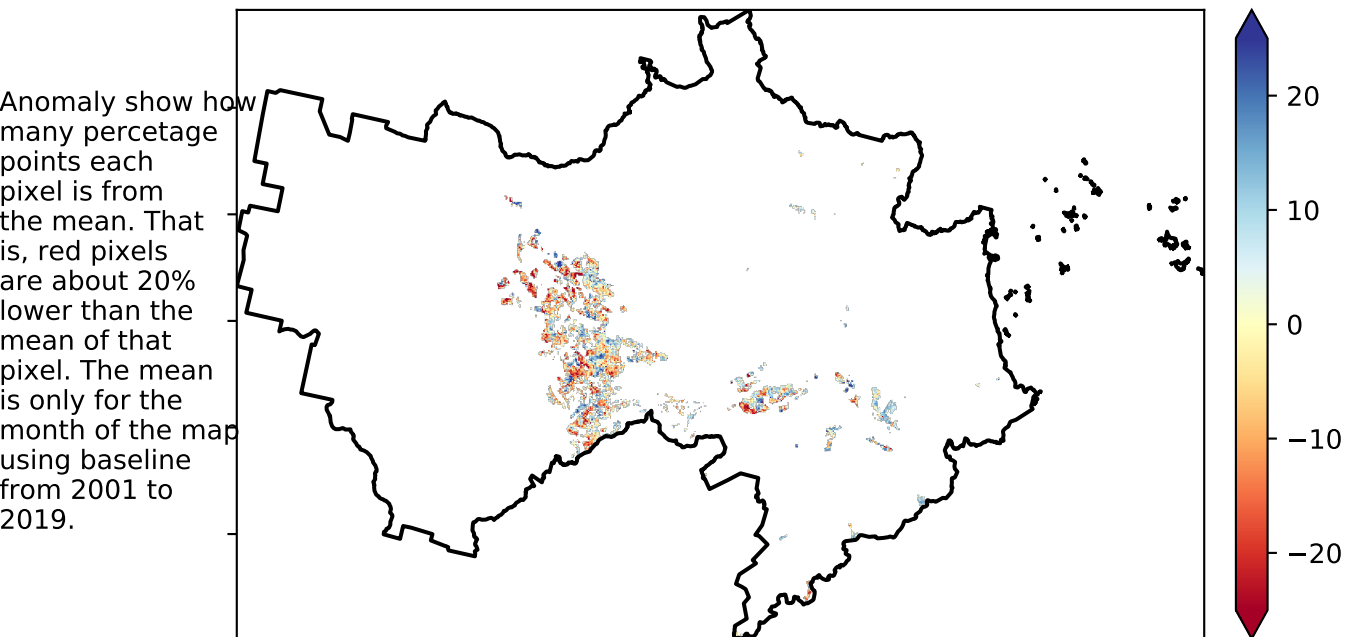 Anomaly show how
many percetage
points each
pixel is from
the mean. That
is, red pixels
are about 20%
lower than the
mean of that
pixel. The mean
is only for the
month of the map
using baseline
from 2001 to
2019.
20
10
0
−10
−20